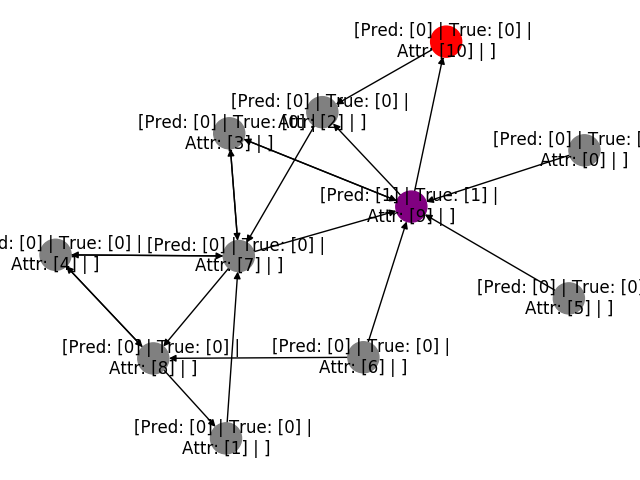 [Pred: [0] | True: [0] |
Attr: [10] | ]
[Pred: [0] | True: [0] |
Attr: [2] | ]
[Pred: [0] | True: [0] |
Attr: [3] | ]
[Pred: [0] | True: [
Attr: [0] | ]
[Pred: [1] | True: [1] |
Attr: [9] | ]
d: [0] | True: [0] |
Attr: [4] | ]
[Pred: [0] | True: [0] |
Attr: [7] | ]
[Pred: [0] | True: [0]
Attr: [5] | ]
[Pred: [0] | True: [0] |
Attr: [8] | ]
[Pred: [0] | True: [0] |
Attr: [6] | ]
[Pred: [0] | True: [0] |
Attr: [1] | ]